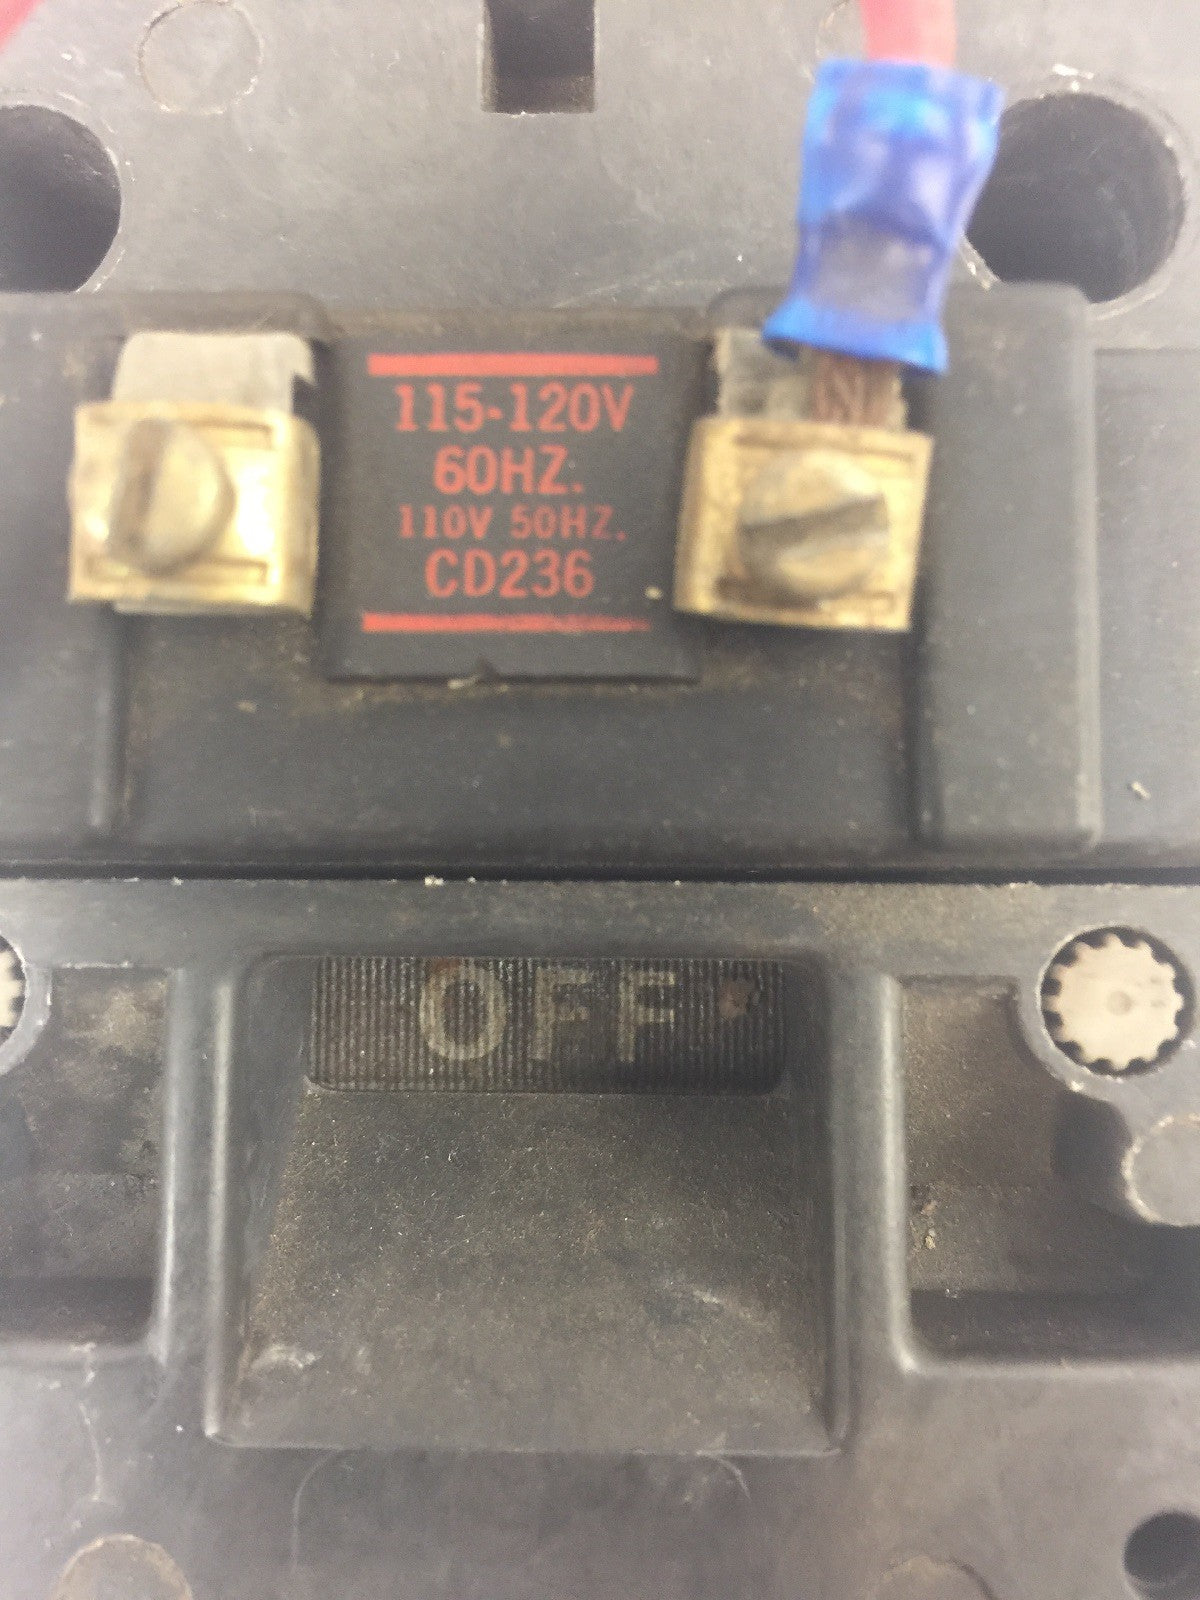 115-120V
60HZ.
110V 50HZ.
CD236
OFF